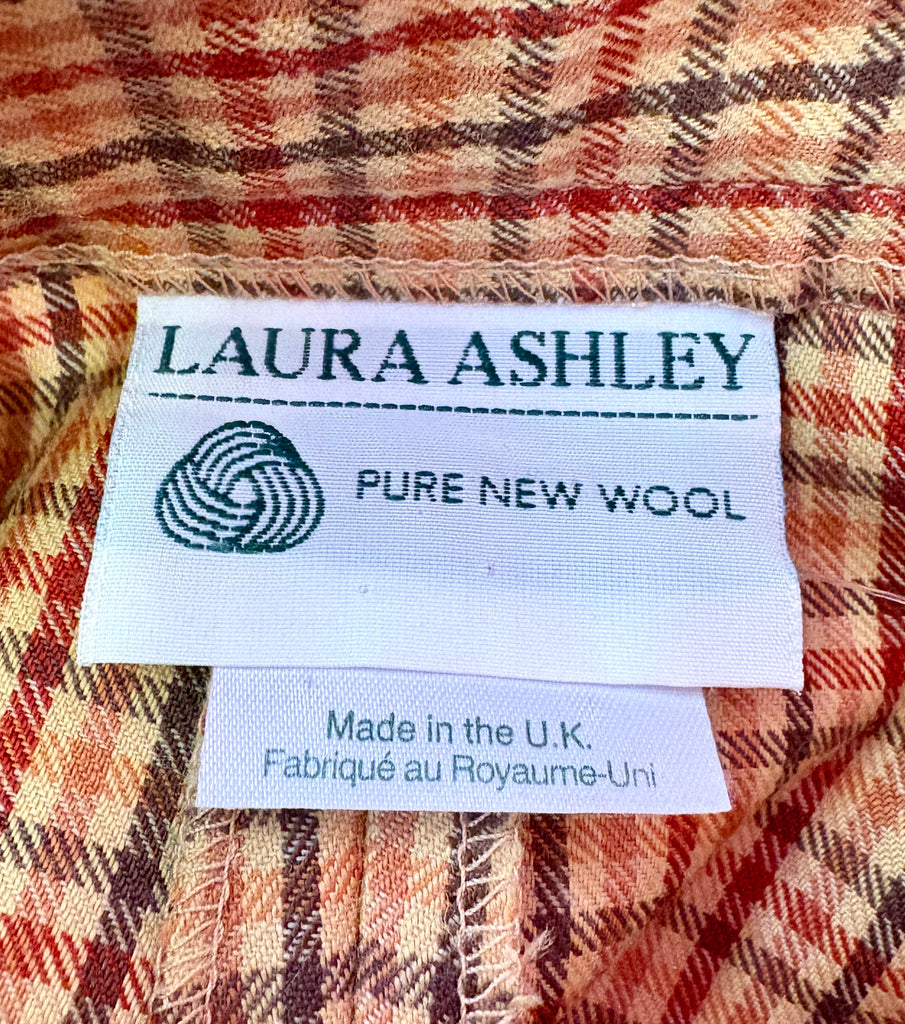 LAURA ASHLEY
PURE NEW WOOL
Made in the U.K.
Fabriqué au Royaume-Uni